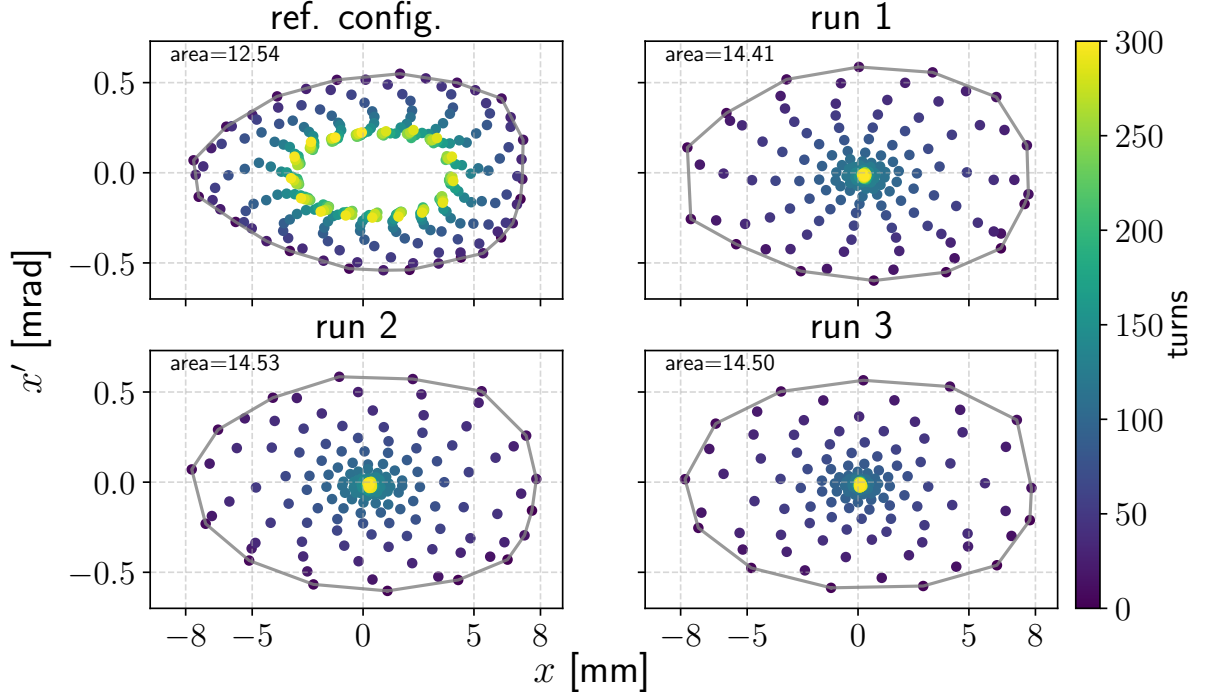 ref. config.
run 1
area=12.54
area=14.41
0.5
0.0
−0.5
run 2
run 3
area=14.53
area=14.50
0.5
0.0
−0.5
−8 −5 0 5 8
−8 −5 0 5 8
x [mm]
x′ [mrad]
300
250
200
150
100
50
0
turns